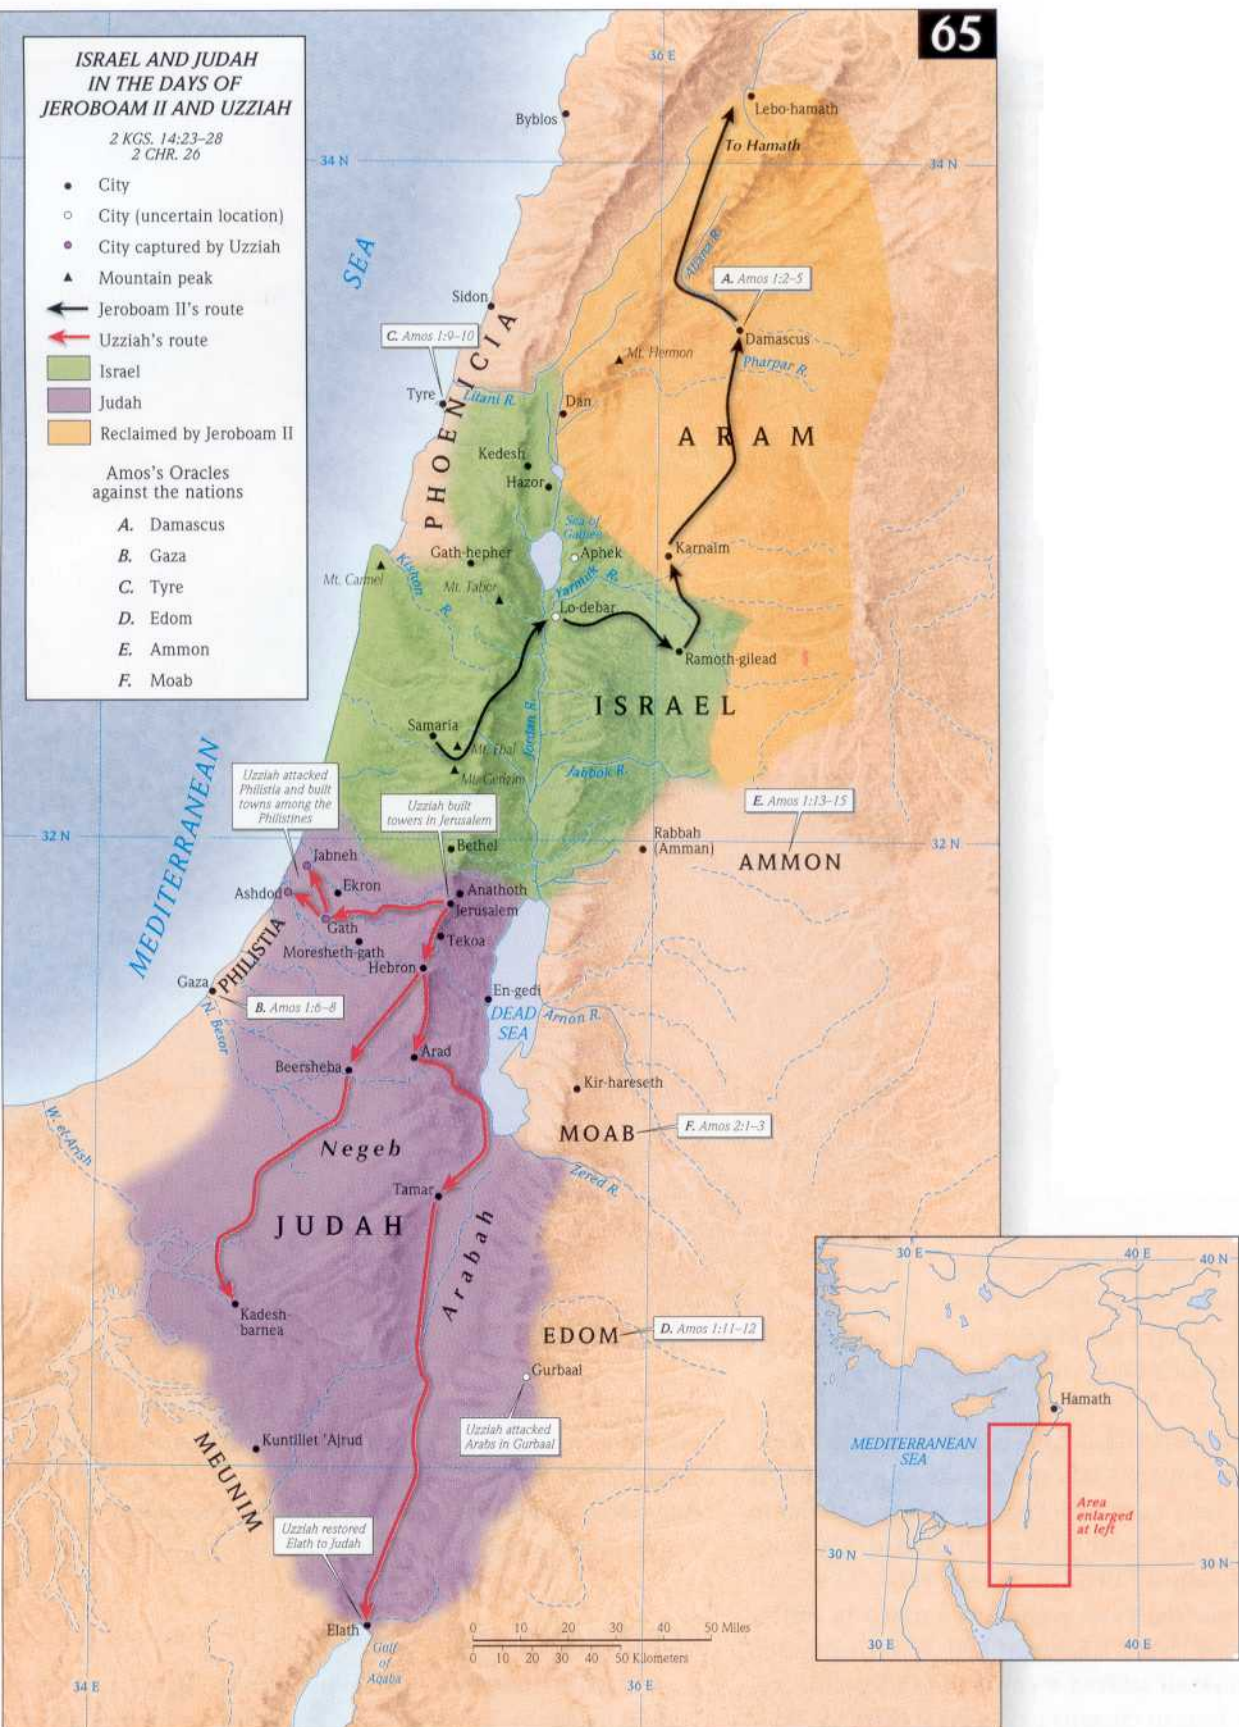 65
ISRAEL AND JUDAH
IN THE DAYS OF
JEROBOAM II AND UZZIAH
2 KGS. 14:23–28
2 CHR. 26
City
City (uncertain location)
City captured by Uzziah
Mountain peak
Jeroboam II's route
Uzziah's route
Israel
Judah
Reclaimed by Jeroboam II
Amos's Oracles
against the nations
A. Damascus
B. Gaza
C. Tyre
D. Edom
E. Ammon
F. Moab
36 E
Lebo-hamath
Byblos
To Hamath
34 N
34 N
SEA
Abana R.
A. Amos 1:2–5
Sidon
C. Amos 1:9–10
Damascus
Mt. Hermon
Pharpar R.
PHOENICIA
Tyre
Litani R.
Dan
ARAM
Kedesh
Hazor
Sea of
Galilee
Gath-hepher
Aphek
Karnaim
Mt. Carmel
Kishon R.
Mt. Tabor
Yarmuk R.
Lo-debar
Ramoth-gilead
ISRAEL
Samaria
Mt. Ebal
Jordan R.
Mt. Gerizim
Jabbok R.
MEDITERRANEAN
Uzziah attacked
Philistia and built
towns among the
Philistines
Uzziah built
towers in Jerusalem
E. Amos 1:13–15
32 N
Rabbah
(Amman)
32 N
Bethel
AMMON
Jabneh
Ashdod
Ekron
Anathoth
Jerusalem
Gath
Tekoa
Moresheth-gath
Hebron
PHILISTIA
Gaza
En-gedi
B. Amos 1:6–8
DEAD
SEA
Arnon R.
N. Besor
Arad
Beersheba
Kir-hareseth
W. el-Arish
MOAB
F. Amos 2:1–3
Negeb
Zered R.
Tamar
JUDAH
Arabah
Kadesh-
barnea
EDOM
D. Amos 1:11–12
Gurbaal
Uzziah attacked
Arabs in Gurbaal
Kuntillet 'Ajrud
MEUNIM
Uzziah restored
Elath to Judah
Elath
Gulf
of
Aqaba
0 10 20 30 40 50 Miles
0 10 20 30 40 50 Kilometers
34 E
36 E
30 E
40 E
40 N
Hamath
MEDITERRANEAN
SEA
Area
enlarged
at left
30 N
30 N
30 E
40 E